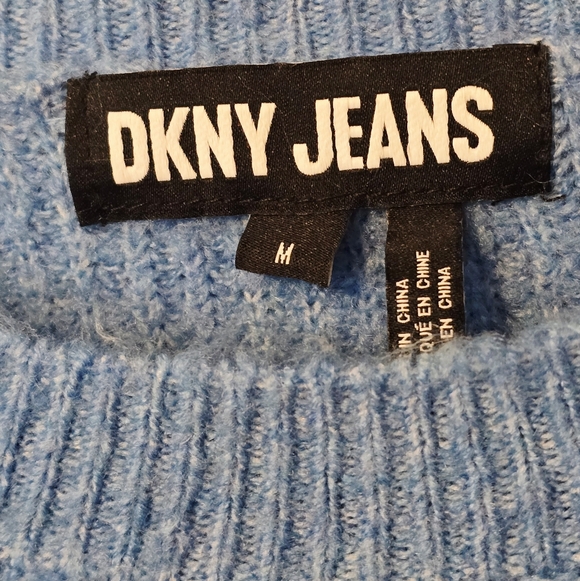 DKNY JEANS
M
IN CHINA
QUÉ EN CHINE
EN CHINA